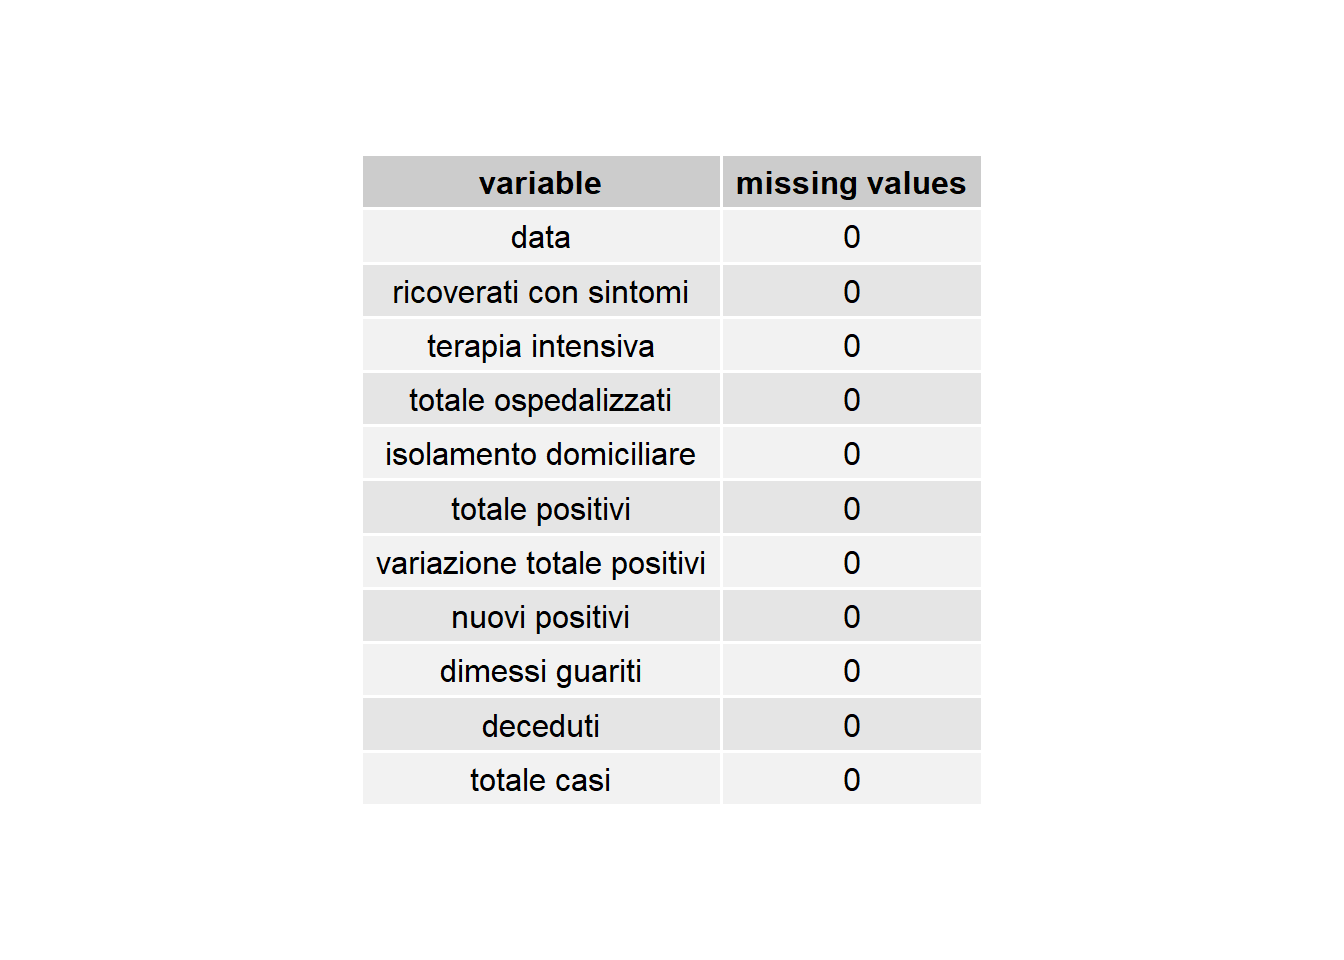 variable missing values
data 0
ricoverati con sintomi 0
terapia intensiva 0
totale ospedalizzati 0
isolamento domiciliare 0
totale positivi 0
variazione totale positivi 0
nuovi positivi 0
dimessi guariti 0
deceduti 0
totale casi 0